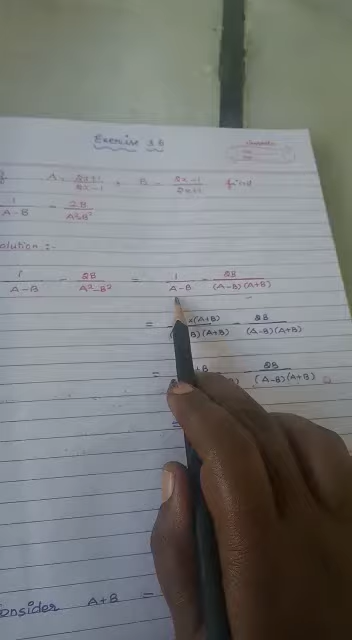 Exercise 3.6
A = 2x+1/2x-1 , B = 2x-1/2x+1 find
1/A-B - 2B/A²-B²
Solution :-
1/A-B - 2B/A²-B² = 1/A-B - 2B/(A-B)(A+B)
= (A+B)/(A+B) - 2B/(A-B)(A+B)
= +B - 2B/(A-B)(A+B)
=
Consider A+B =